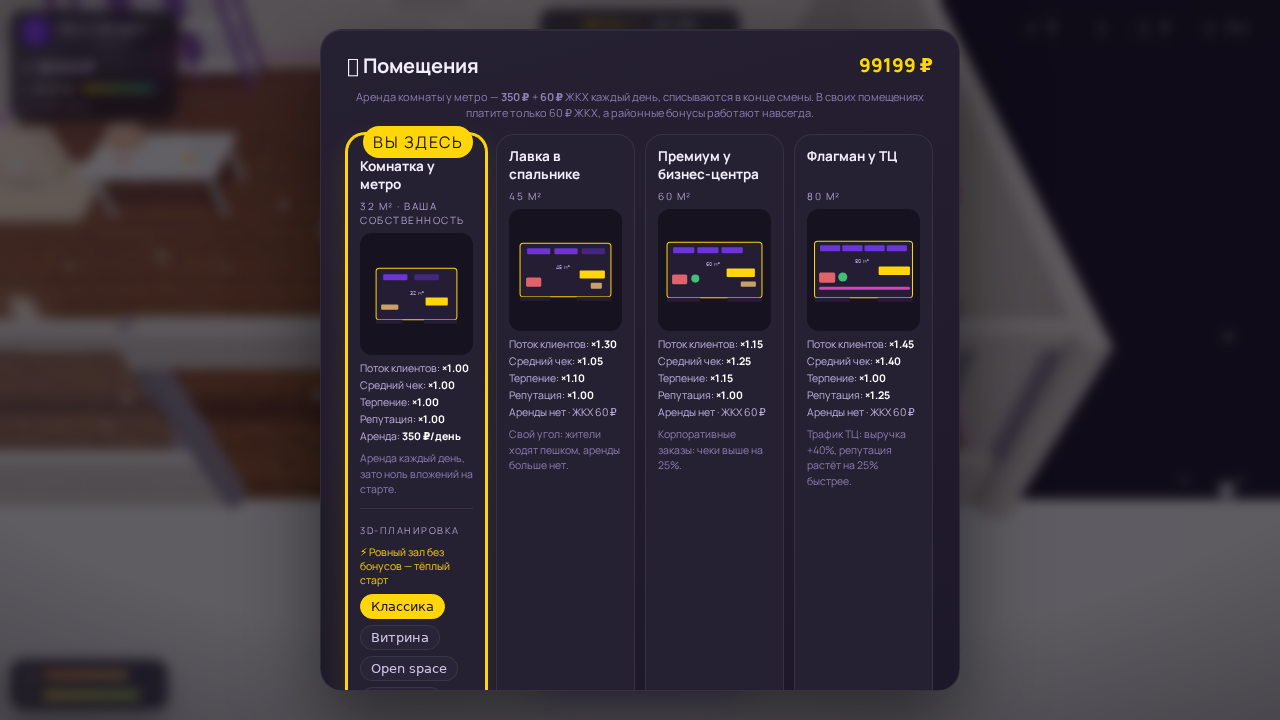 Помещения
99199 ₽
Аренда комнаты у метро — 350 ₽ + 60 ₽ ЖКХ каждый день, списываются в конце смены. В своих помещениях
платите только 60 ₽ ЖКХ, а районные бонусы работают навсегда.
ВЫ ЗДЕСЬ
Комнатка у
метро
32 М² · ВАША
СОБСТВЕННОСТЬ
32 м²
Поток клиентов: ×1.00
Средний чек: ×1.00
Терпение: ×1.00
Репутация: ×1.00
Аренда: 350 ₽/день
Аренда каждый день,
зато ноль вложений на
старте.
3D-ПЛАНИРОВКА
⚡ Ровный зал без
бонусов — тёплый
старт
Классика
Витрина
Open space
Лавка в
спальнике
45 М²
45 м²
Поток клиентов: ×1.30
Средний чек: ×1.05
Терпение: ×1.10
Репутация: ×1.00
Аренды нет · ЖКХ 60 ₽
Свой угол: жители
ходят пешком, аренды
больше нет.
Премиум у
бизнес-центра
60 М²
60 м²
Поток клиентов: ×1.15
Средний чек: ×1.25
Терпение: ×1.15
Репутация: ×1.00
Аренды нет · ЖКХ 60 ₽
Корпоративные
заказы: чеки выше на
25%.
Флагман у ТЦ
80 М²
80 м²
Поток клиентов: ×1.45
Средний чек: ×1.40
Терпение: ×1.00
Репутация: ×1.25
Аренды нет · ЖКХ 60 ₽
Трафик ТЦ: выручка
+40%, репутация
растёт на 25%
быстрее.